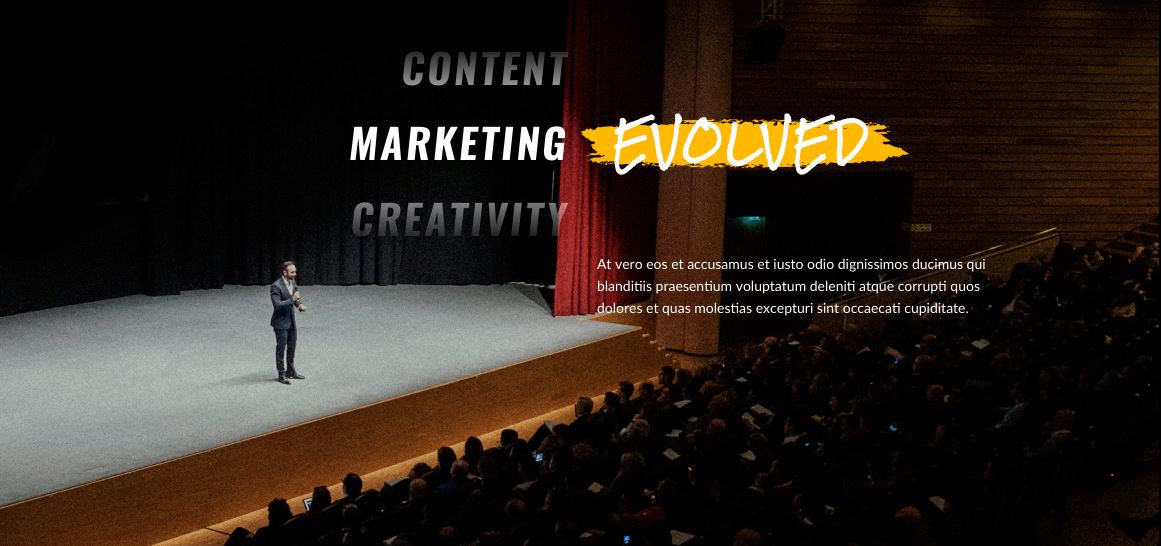 CONTENT
MARKETING EVOLVED
CREATIVITY
At vero eos et accusamus et iusto odio dignissimos ducimus qui
blanditiis praesentium voluptatum deleniti atque corrupti quos
dolores et quas molestias excepturi sint occaecati cupiditate.